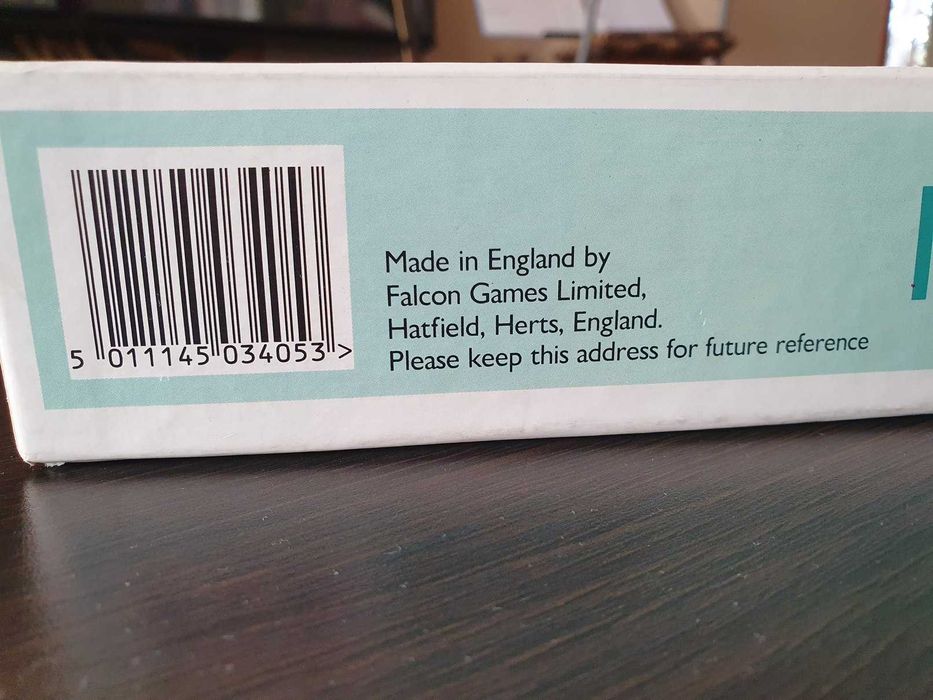 5 011145 034053 >
Made in England by
Falcon Games Limited,
Hatfield, Herts, England.
Please keep this address for future reference